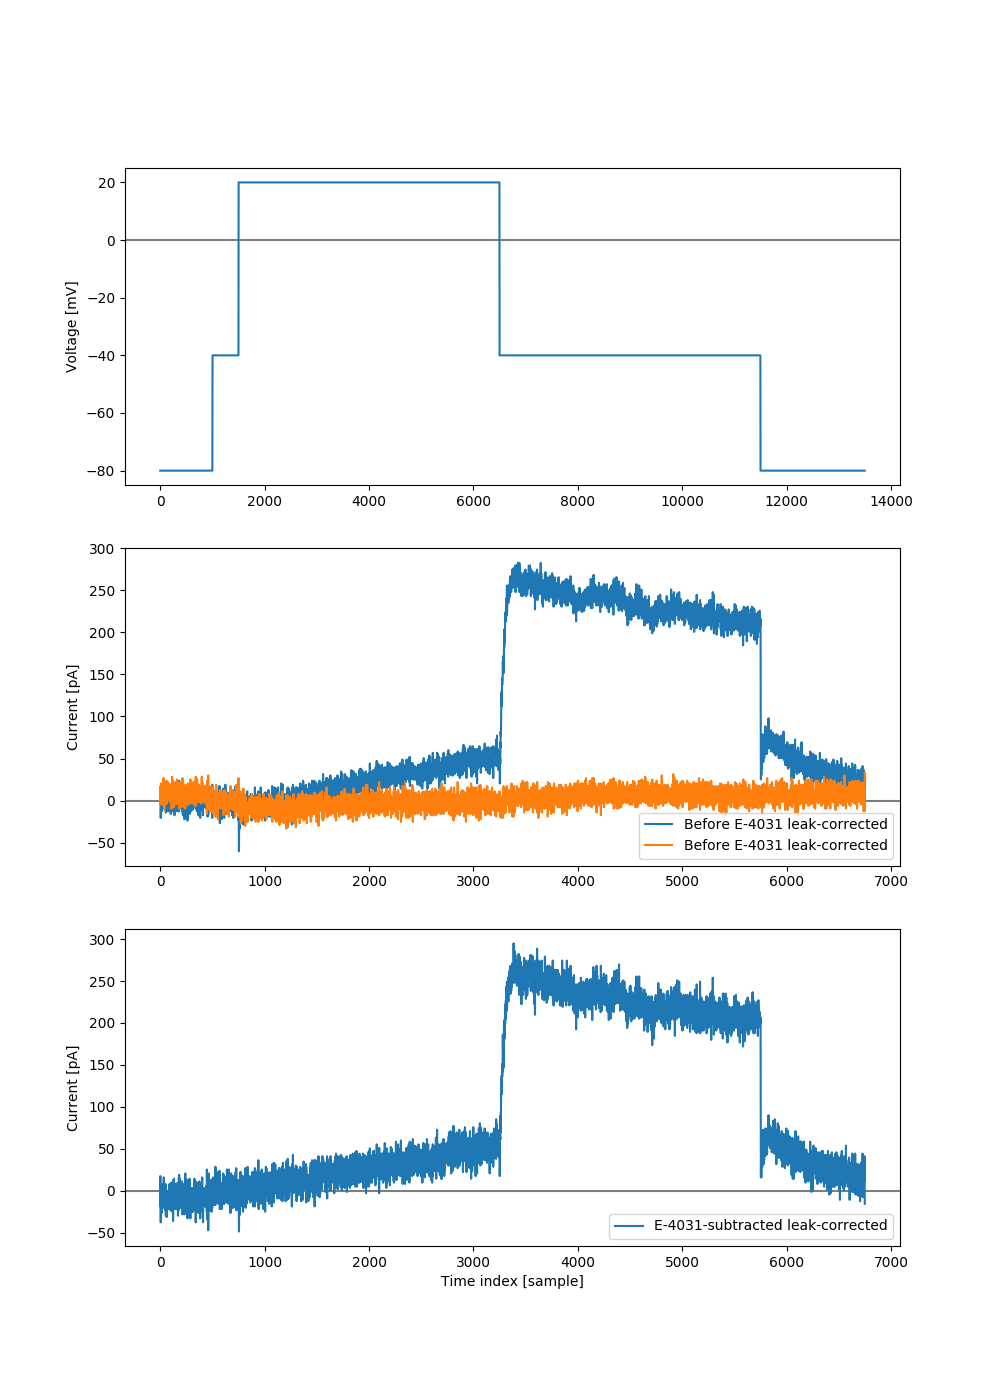 20
0
−20
−40
−60
−80
Voltage [mV]
0 2000 4000 6000 8000 10000 12000 14000
300
250
200
150
100
50
0
−50
Current [pA]
Before E-4031 leak-corrected
Before E-4031 leak-corrected
0 1000 2000 3000 4000 5000 6000 7000
300
250
200
150
100
50
0
−50
Current [pA]
E-4031-subtracted leak-corrected
0 1000 2000 3000 4000 5000 6000 7000
Time index [sample]